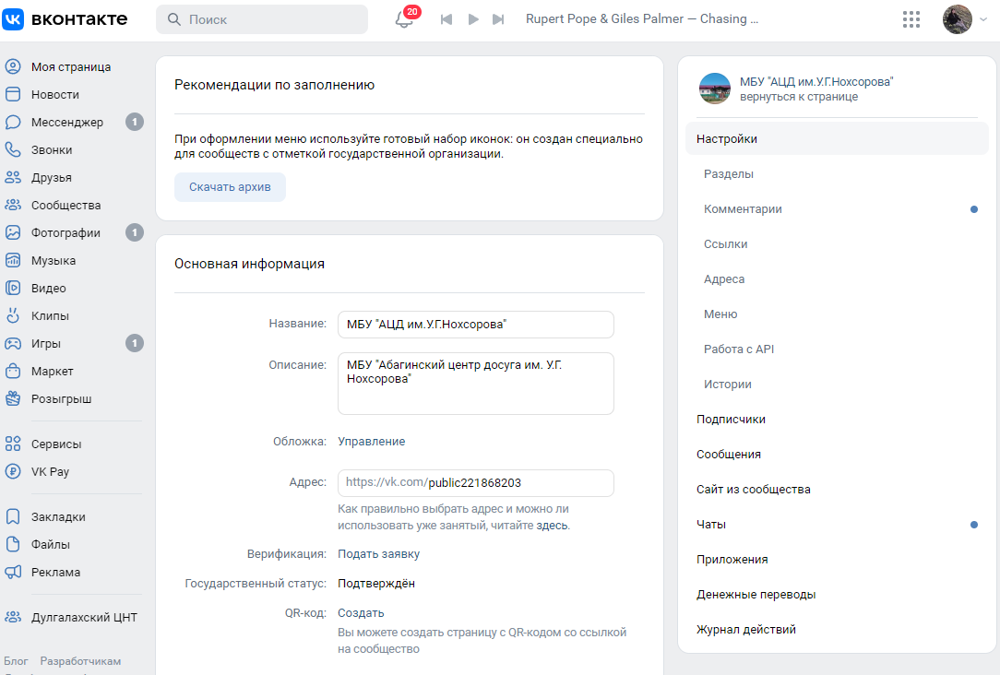 вконтакте
Поиск
20
Rupert Pope & Giles Palmer — Chasing ...
Моя страница
Новости
Мессенджер 1
Звонки
Друзья
Сообщества
Фотографии 1
Музыка
Видео
Клипы
Игры 1
Маркет
Розыгрыш
Сервисы
VK Pay
Закладки
Файлы
Реклама
Дулгалахский ЦНТ
Блог Разработчикам
Рекомендации по заполнению
При оформлении меню используйте готовый набор иконок: он создан специально
для сообществ с отметкой государственной организации.
Скачать архив
Основная информация
Название: МБУ "АЦД им.У.Г.Нохсорова"
Описание: МБУ "Абагинский центр досуга им. У.Г.
Нохсорова"
Обложка: Управление
Адрес: https://vk.com/public221868203
Как правильно выбрать адрес и можно ли
использовать уже занятый, читайте здесь.
Верификация: Подать заявку
Государственный статус: Подтверждён
QR-код: Создать
Вы можете создать страницу с QR-кодом со ссылкой
на сообщество
МБУ "АЦД им.У.Г.Нохсорова"
вернуться к странице
Настройки
Разделы
Комментарии
Ссылки
Адреса
Меню
Работа с API
Истории
Подписчики
Сообщения
Сайт из сообщества
Чаты
Приложения
Денежные переводы
Журнал действий